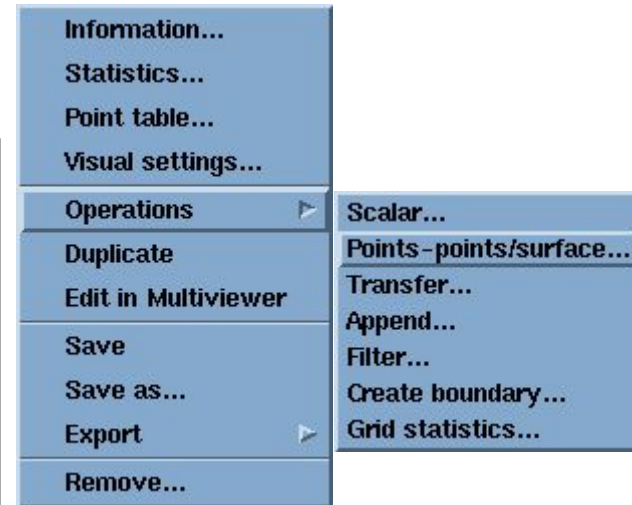 Information...
Statistics...
Point table...
Visual settings...
Operations
Duplicate
Edit in Multiviewer
Save
Save as...
Export
Remove...
Scalar...
Points-points/surface...
Transfer...
Append...
Filter...
Create boundary...
Grid statistics...